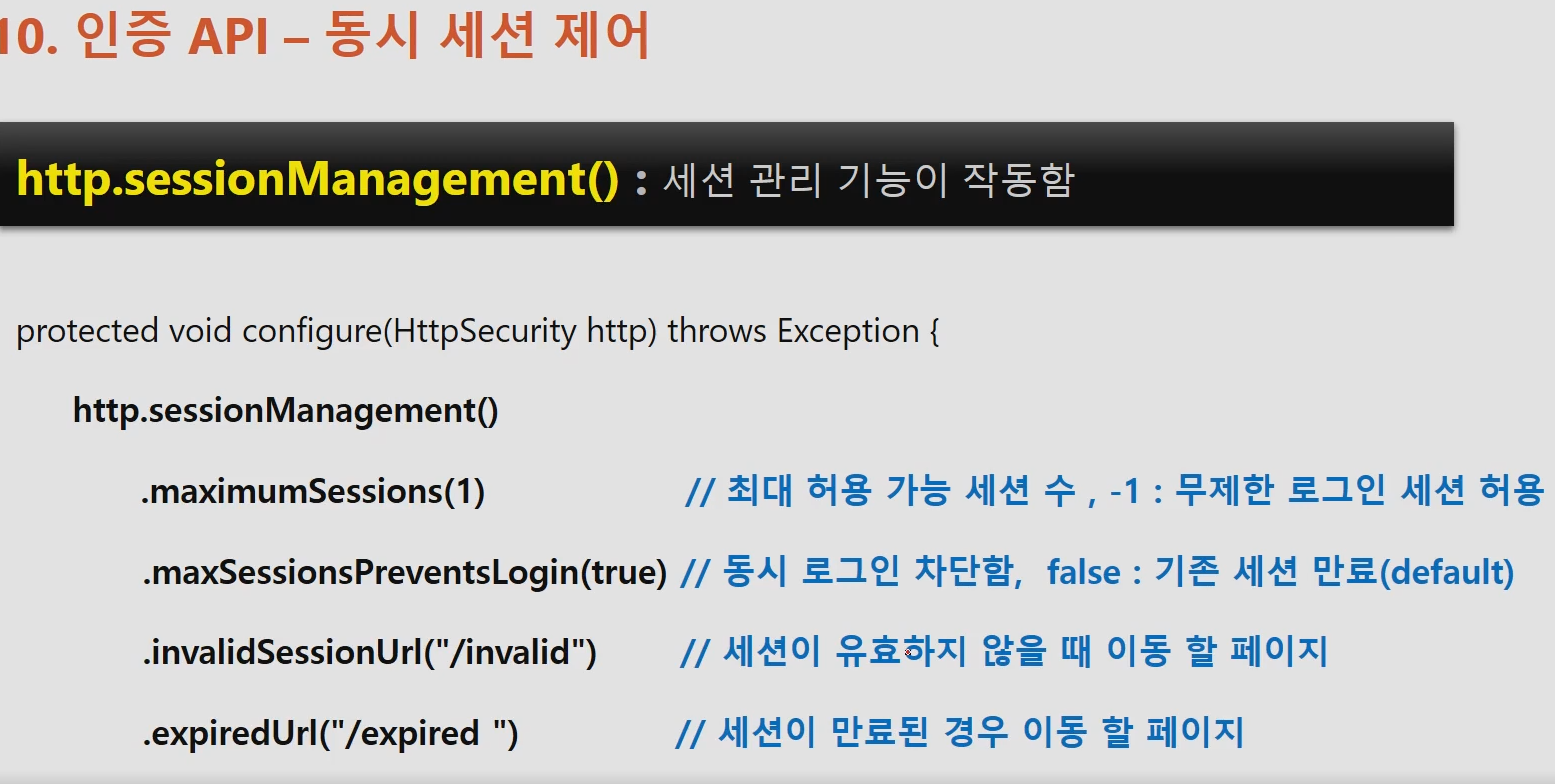 10. 인증 API – 동시 세션 제어
http.sessionManagement() : 세션 관리 기능이 작동함
protected void configure(HttpSecurity http) throws Exception {
http.sessionManagement()
.maximumSessions(1) // 최대 허용 가능 세션 수 , -1 : 무제한 로그인 세션 허용
.maxSessionsPreventsLogin(true) // 동시 로그인 차단함, false : 기존 세션 만료(default)
.invalidSessionUrl("/invalid") // 세션이 유효하지 않을 때 이동 할 페이지
.expiredUrl("/expired ") // 세션이 만료된 경우 이동 할 페이지